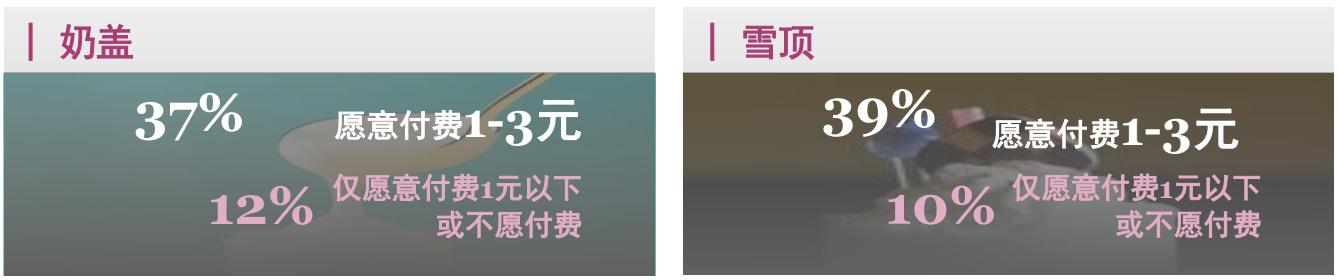 奶盖
37% 愿意付费1-3元
12% 仅愿意付费1元以下
或不愿付费
雪顶
39% 愿意付费1-3元
10% 仅愿意付费1元以下
或不愿付费